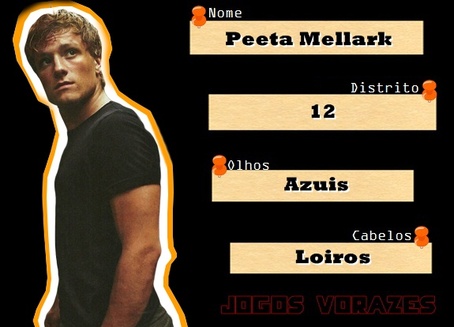 Nome
Peeta Mellark
Distrito
12
Olhos
Azuis
Cabelos
Loiros
JOGOS VORAZES